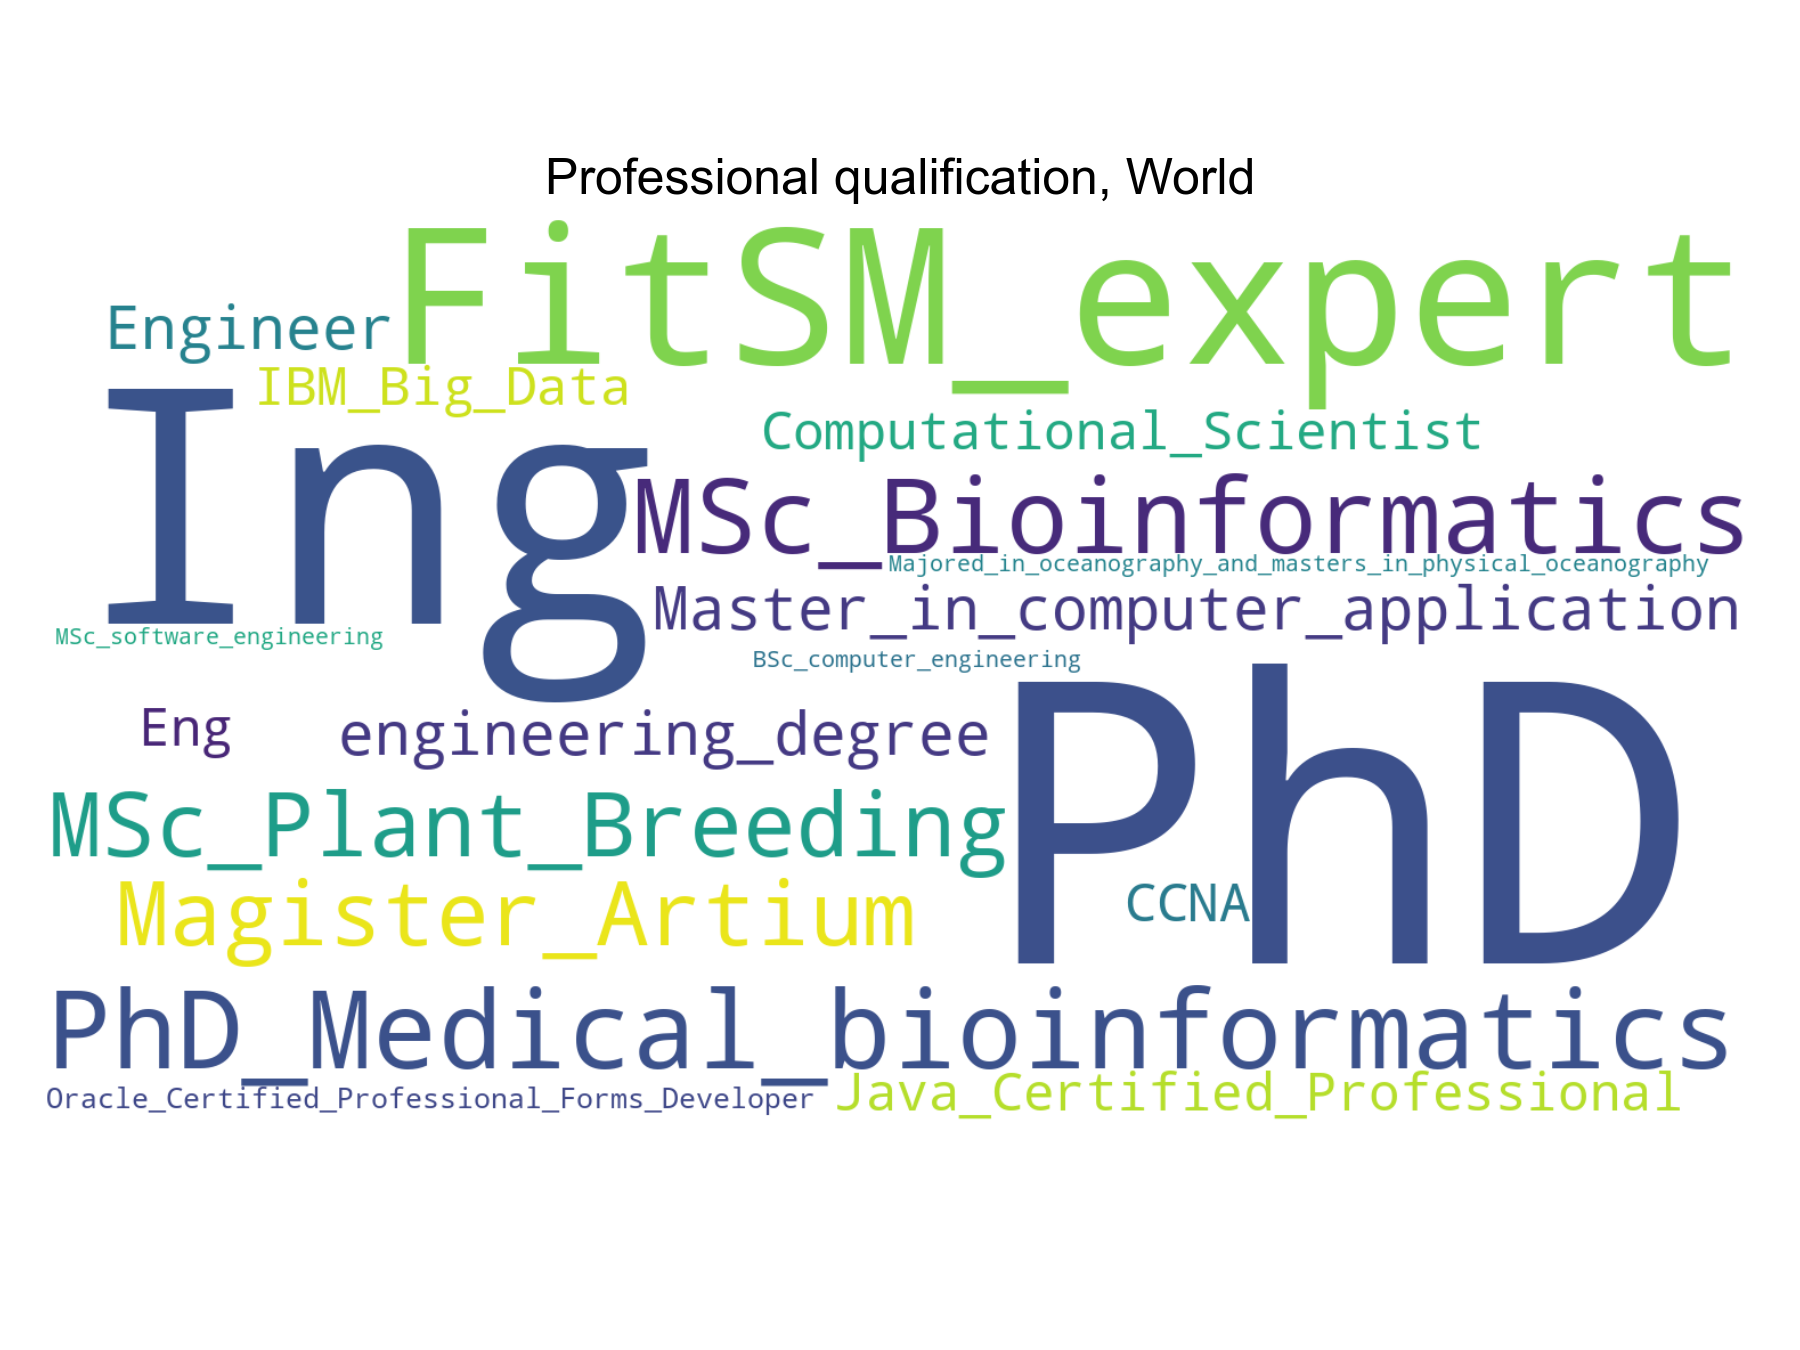 Professional qualification, World
FitSM_expert
Engineer
IBM_Big_Data
Ing
Computational_Scientist
MSc_Bioinformatics
Majored_in_oceanography_and_masters_in_physical_oceanography
Master_in_computer_application
MSc_software_engineering
BSc_computer_engineering
Eng
engineering_degree
PhD
MSc_Plant_Breeding
Magister_Artium
CCNA
PhD_Medical_bioinformatics
Oracle_Certified_Professional_Forms_Developer
Java_Certified_Professional